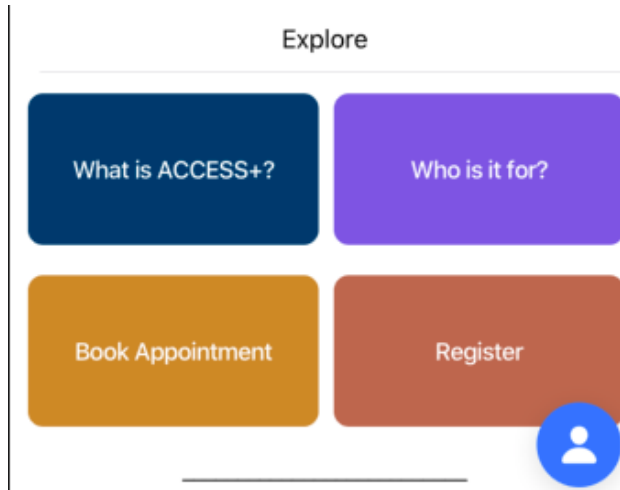 Explore
What is ACCESS+?
Who is it for?
Book Appointment
Register